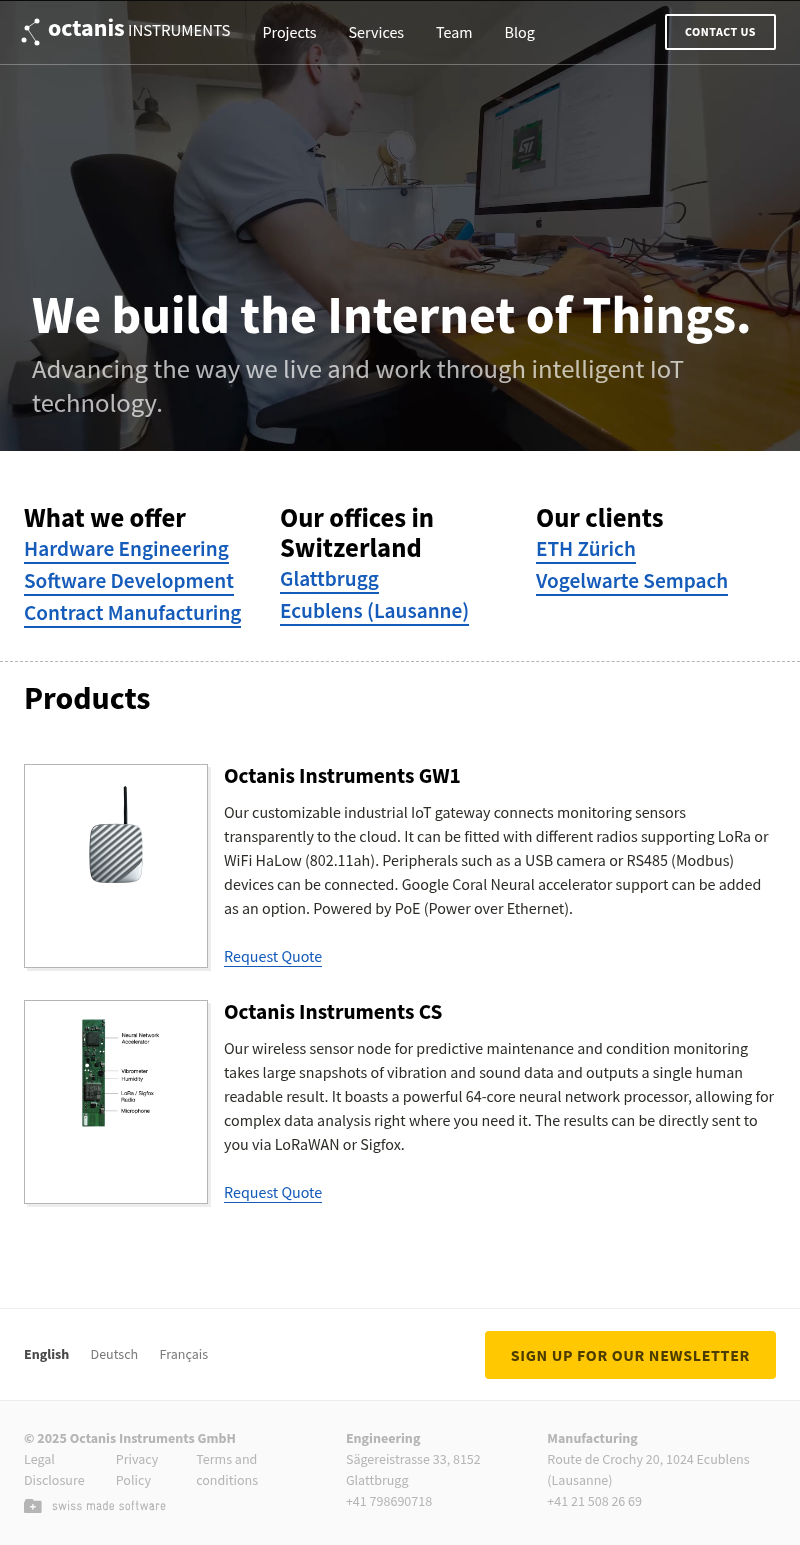 octanis INSTRUMENTS
Projects
Services
Team
Blog
CONTACT US
We build the Internet of Things.
Advancing the way we live and work through intelligent IoT
technology.
What we offer
Hardware Engineering
Software Development
Contract Manufacturing
Our offices in
Switzerland
Glattbrugg
Ecublens (Lausanne)
Our clients
ETH Zürich
Vogelwarte Sempach
Products
Octanis Instruments GW1
Our customizable industrial IoT gateway connects monitoring sensors
transparently to the cloud. It can be fitted with different radios supporting LoRa or
WiFi HaLow (802.11ah). Peripherals such as a USB camera or RS485 (Modbus)
devices can be connected. Google Coral Neural accelerator support can be added
as an option. Powered by PoE (Power over Ethernet).
Request Quote
Neural Network
Accelerator
Vibrometer
Humidity
LoRa / Sigfox
Radio
Microphone
Octanis Instruments CS
Our wireless sensor node for predictive maintenance and condition monitoring
takes large snapshots of vibration and sound data and outputs a single human
readable result. It boasts a powerful 64-core neural network processor, allowing for
complex data analysis right where you need it. The results can be directly sent to
you via LoRaWAN or Sigfox.
Request Quote
English
Deutsch
Français
SIGN UP FOR OUR NEWSLETTER
© 2025 Octanis Instruments GmbH
Legal
Disclosure
Privacy
Policy
Terms and
conditions
swiss made software
Engineering
Sägereistrasse 33, 8152
Glattbrugg
+41 798690718
Manufacturing
Route de Crochy 20, 1024 Ecublens
(Lausanne)
+41 21 508 26 69